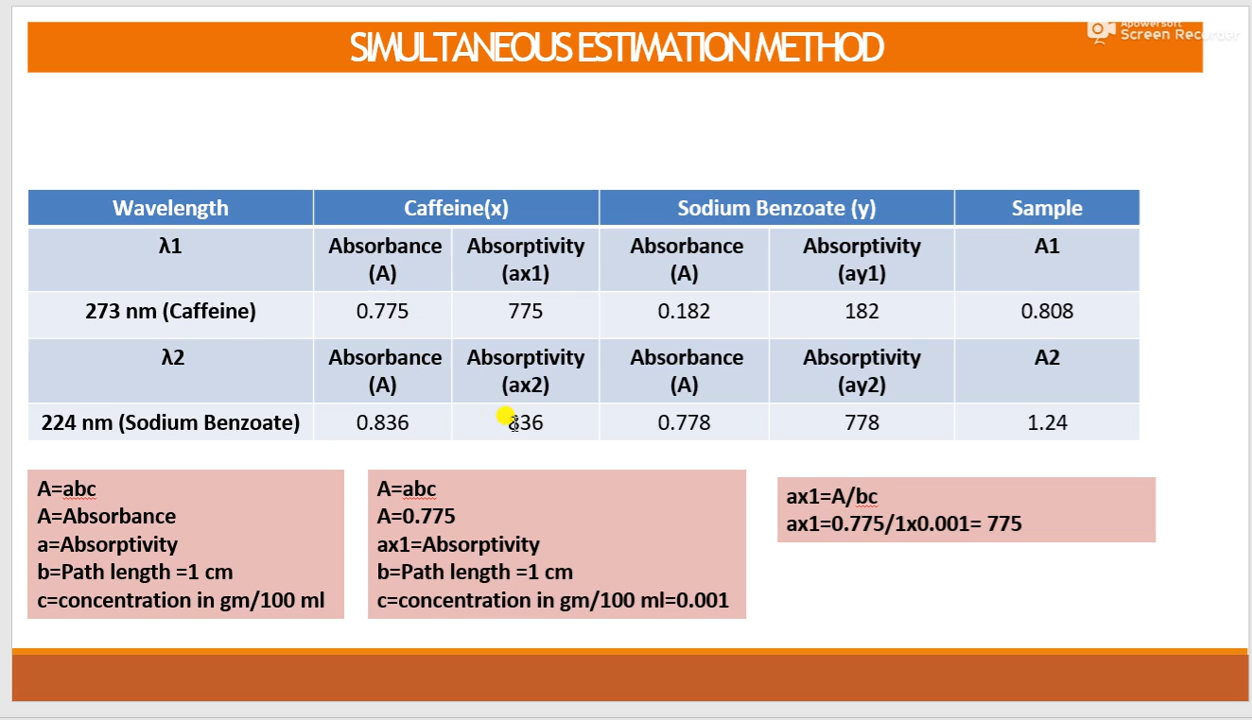 Apowersoft
Screen Recorder
SIMULTANEOUS ESTIMATION METHOD
Wavelength Caffeine(x) Sodium Benzoate (y) Sample
λ1 Absorbance (A) Absorptivity (ax1) Absorbance (A) Absorptivity (ay1) A1
273 nm (Caffeine) 0.775 775 0.182 182 0.808
λ2 Absorbance (A) Absorptivity (ax2) Absorbance (A) Absorptivity (ay2) A2
224 nm (Sodium Benzoate) 0.836 836 0.778 778 1.24
A=abc
A=Absorbance
a=Absorptivity
b=Path length =1 cm
c=concentration in gm/100 ml
A=abc
A=0.775
ax1=Absorptivity
b=Path length =1 cm
c=concentration in gm/100 ml=0.001
ax1=A/bc
ax1=0.775/1x0.001= 775